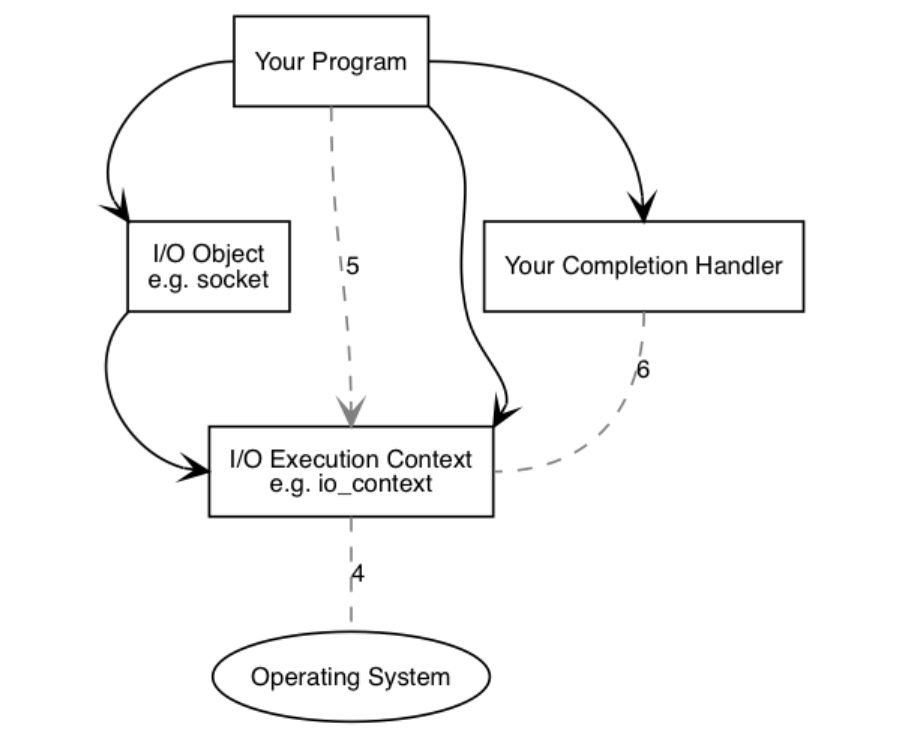 Your Program
I/O Object
e.g. socket
5
Your Completion Handler
6
I/O Execution Context
e.g. io_context
4
Operating System